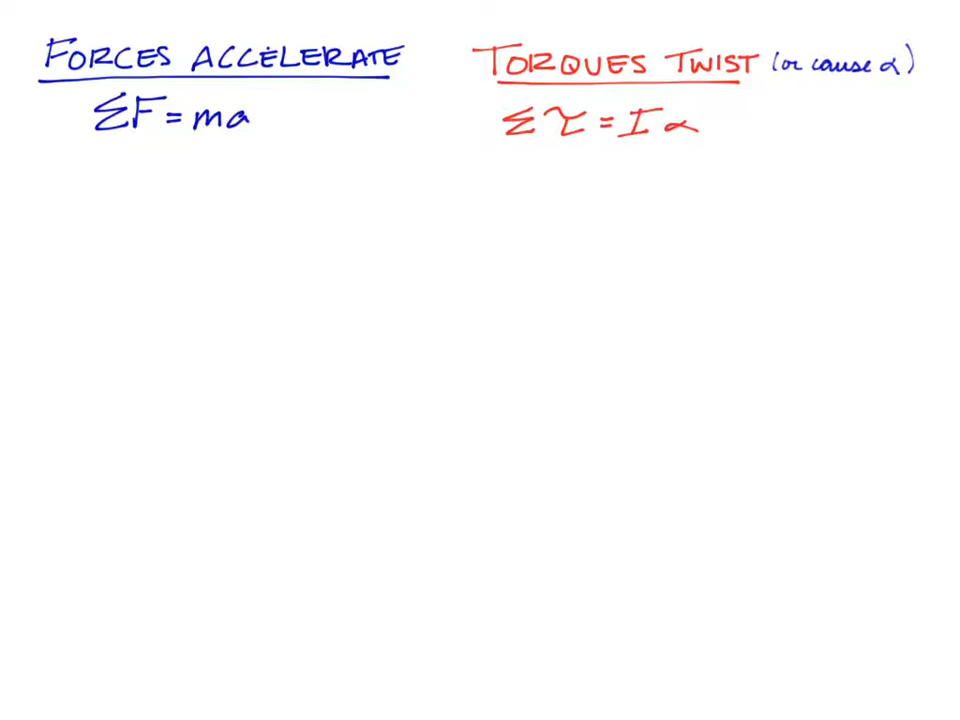 FORCES ACCELERATE
ΣF = ma
TORQUES TWIST (or cause α)
Στ = Iα